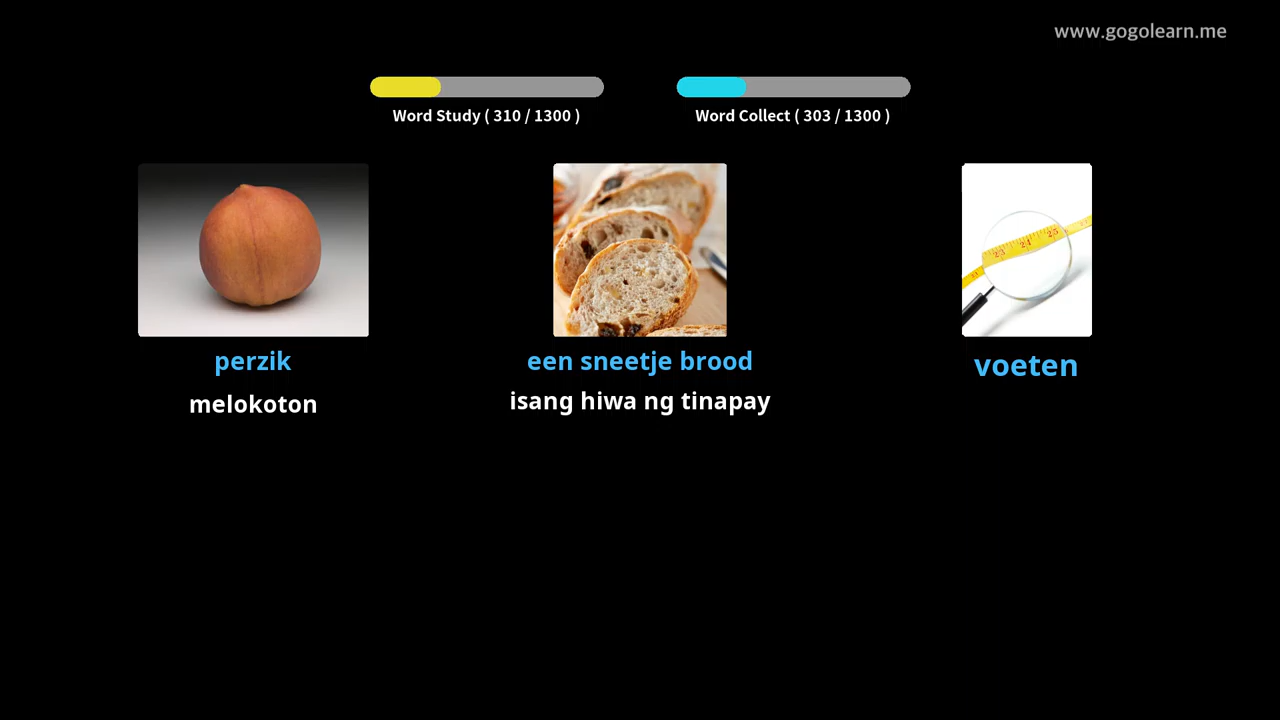 www.gogolearn.me
Word Study ( 310 / 1300 )
Word Collect ( 303 / 1300 )
perzik
melokoton
een sneetje brood
isang hiwa ng tinapay
voeten